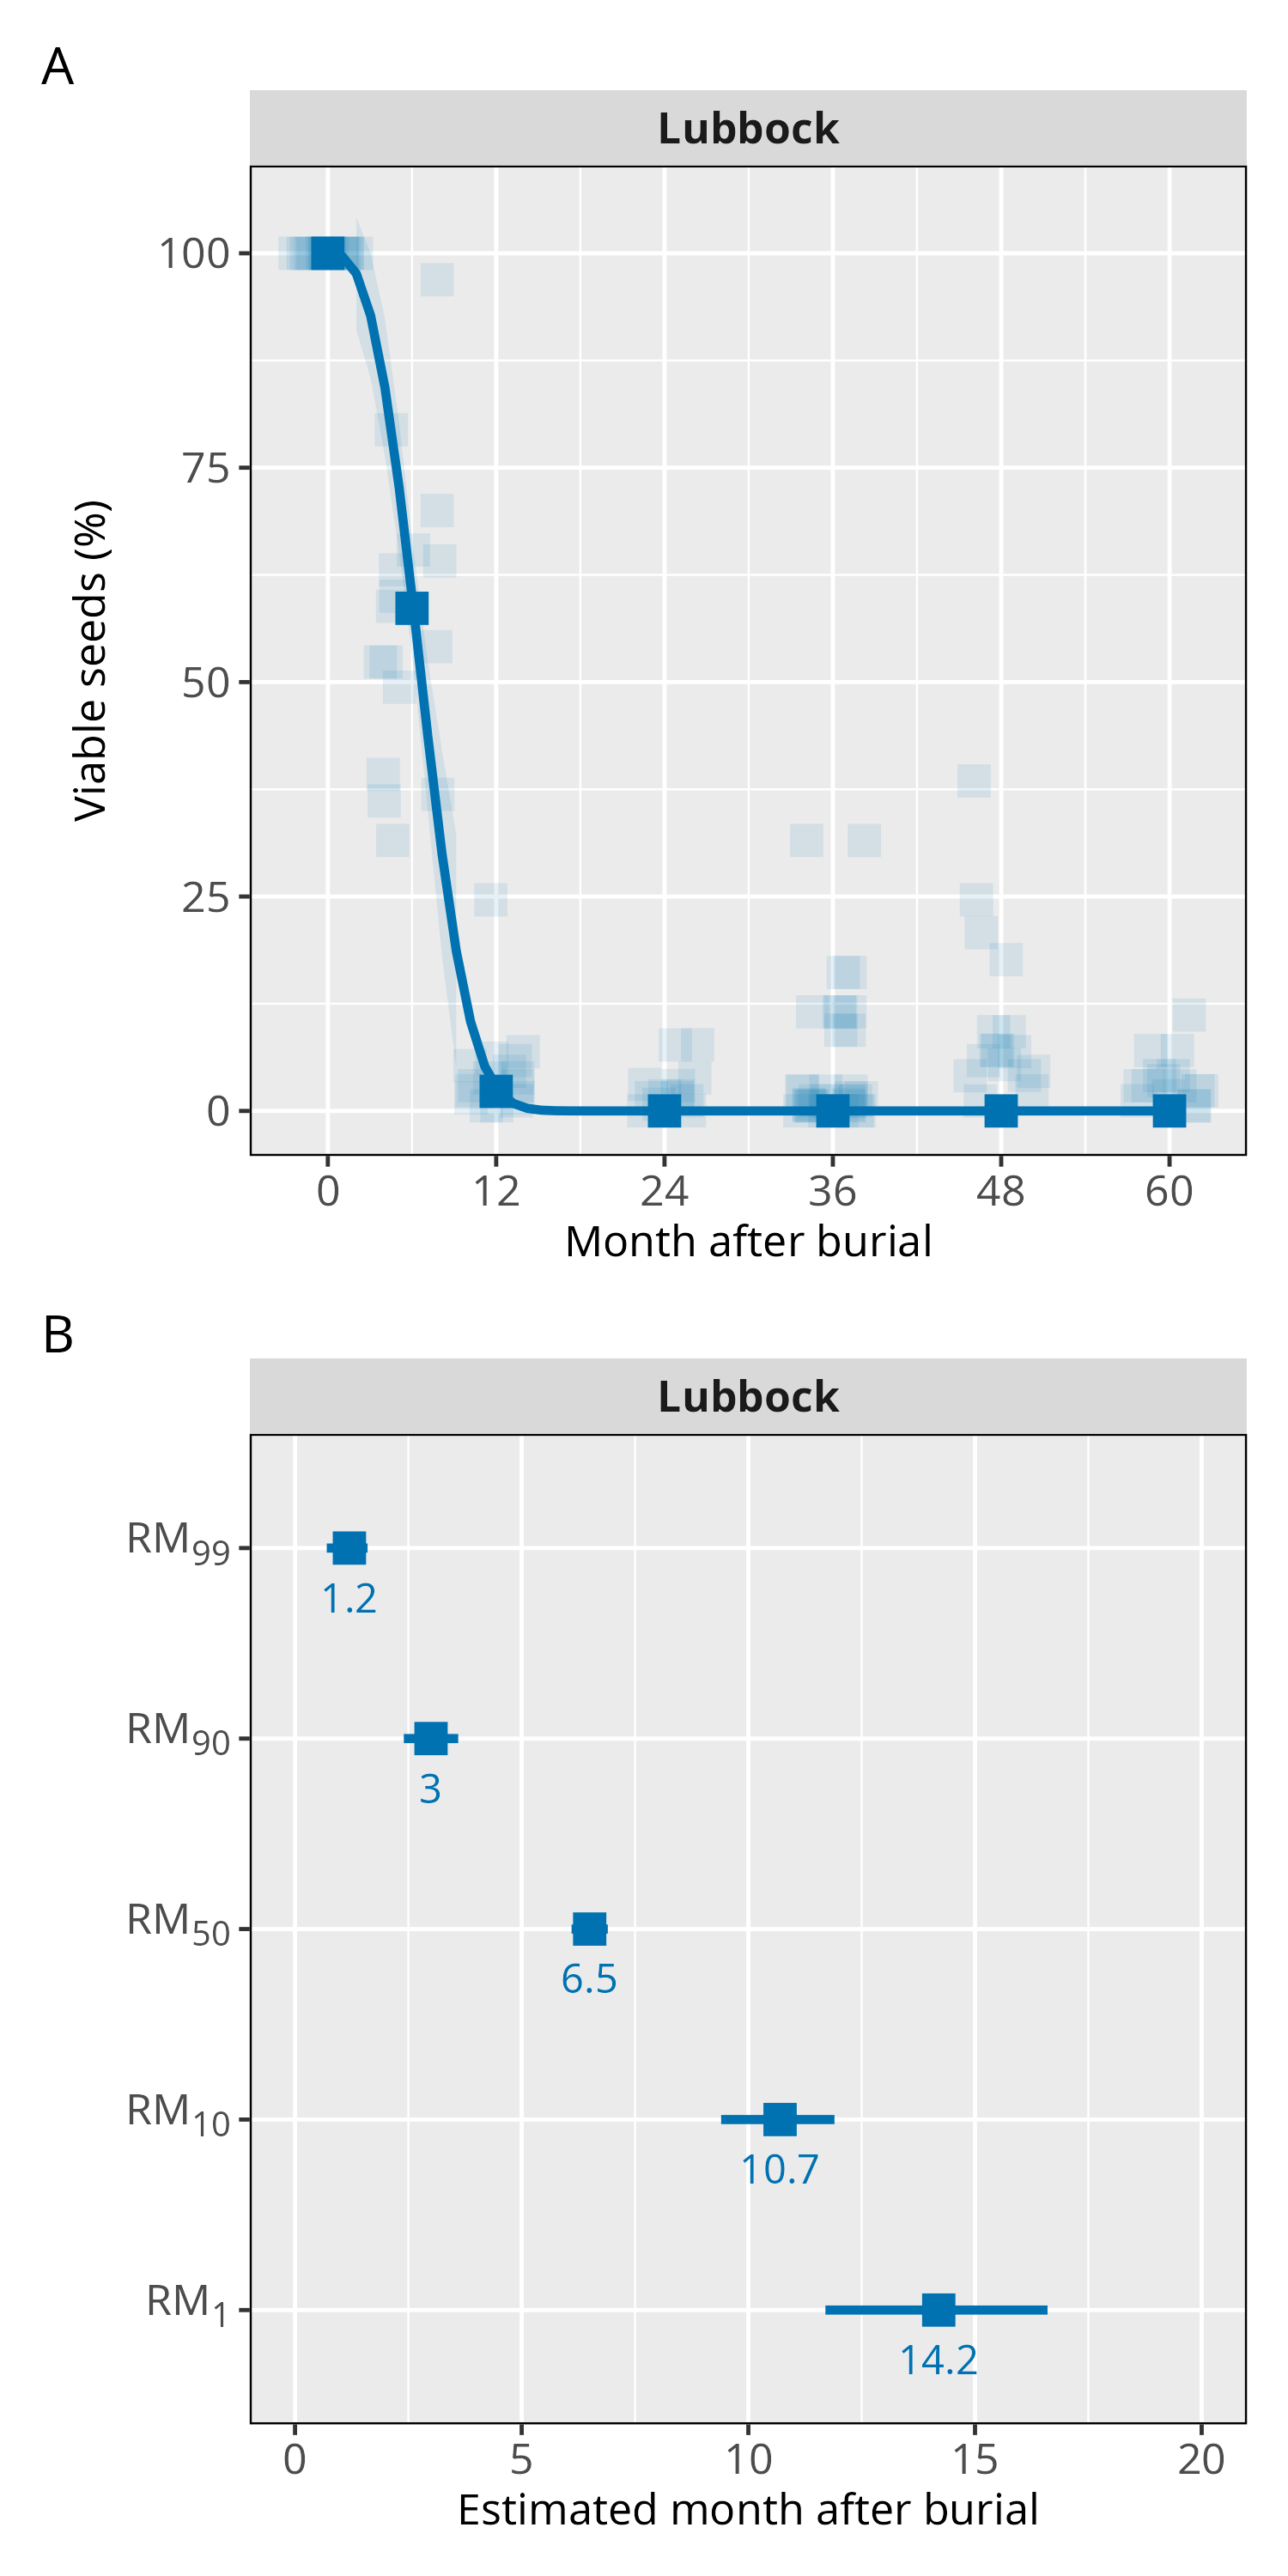 A
Lubbock
100
75
50
25
0
Viable seeds (%)
0 12 24 36 48 60
Month after burial
B
Lubbock
RM99
1.2
RM90
3
RM50
6.5
RM10
10.7
RM1
14.2
0 5 10 15 20
Estimated month after burial